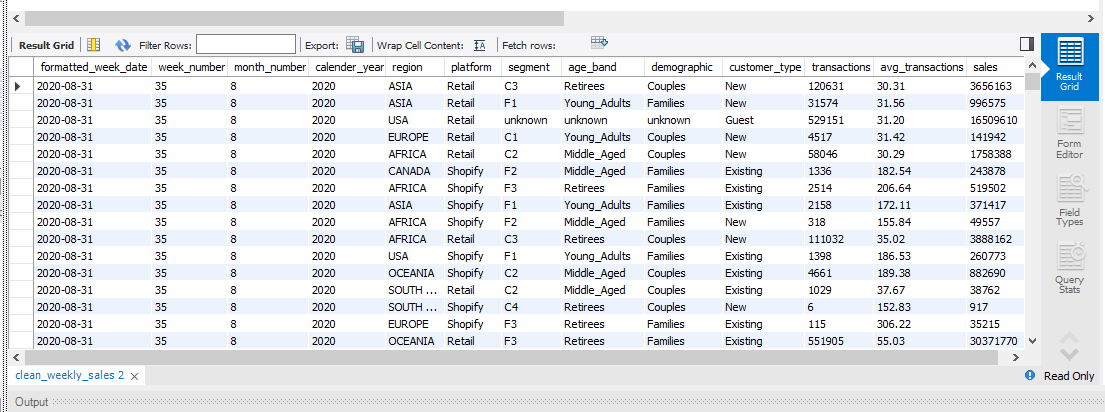 Result Grid Filter Rows: Export: Wrap Cell Content: Fetch rows:
formatted_week_date week_number month_number calender_year region platform segment age_band demographic customer_type transactions avg_transactions sales
2020-08-31 35 8 2020 ASIA Retail C3 Retirees Couples New 120631 30.31 3656163
2020-08-31 35 8 2020 ASIA Retail F1 Young_Adults Families New 31574 31.56 996575
2020-08-31 35 8 2020 USA Retail unknown unknown unknown Guest 529151 31.20 16509610
2020-08-31 35 8 2020 EUROPE Retail C1 Young_Adults Couples New 4517 31.42 141942
2020-08-31 35 8 2020 AFRICA Retail C2 Middle_Aged Couples New 58046 30.29 1758388
2020-08-31 35 8 2020 CANADA Shopify F2 Middle_Aged Families Existing 1336 182.54 243878
2020-08-31 35 8 2020 AFRICA Shopify F3 Retirees Families Existing 2514 206.64 519502
2020-08-31 35 8 2020 ASIA Shopify F1 Young_Adults Families Existing 2158 172.11 371417
2020-08-31 35 8 2020 AFRICA Shopify F2 Middle_Aged Families New 318 155.84 49557
2020-08-31 35 8 2020 AFRICA Retail C3 Retirees Couples New 111032 35.02 3888162
2020-08-31 35 8 2020 USA Shopify F1 Young_Adults Families Existing 1398 186.53 260773
2020-08-31 35 8 2020 OCEANIA Shopify C2 Middle_Aged Couples Existing 4661 189.38 882690
2020-08-31 35 8 2020 SOUTH ... Retail C2 Middle_Aged Couples Existing 1029 37.67 38762
2020-08-31 35 8 2020 SOUTH ... Shopify C4 Retirees Couples New 6 152.83 917
2020-08-31 35 8 2020 EUROPE Shopify F3 Retirees Families Existing 115 306.22 35215
2020-08-31 35 8 2020 OCEANIA Retail F3 Retirees Families Existing 551905 55.03 30371770
Result
Grid
Form
Editor
Field
Types
Query
Stats
clean_weekly_sales 2
Read Only
Output